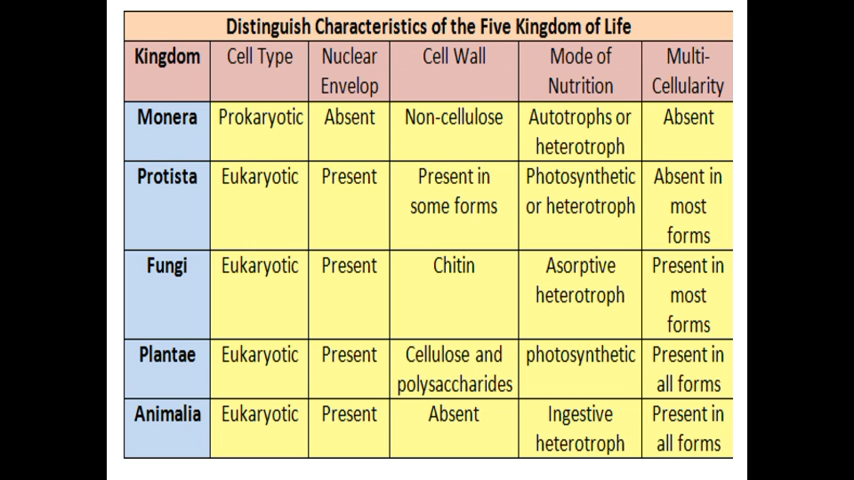 Distinguish Characteristics of the Five Kingdom of Life
Kingdom Cell Type Nuclear Envelop Cell Wall Mode of Nutrition Multi-Cellularity
Monera Prokaryotic Absent Non-cellulose Autotrophs or heterotroph Absent
Protista Eukaryotic Present Present in some forms Photosynthetic or heterotroph Absent in most forms
Fungi Eukaryotic Present Chitin Asorptive heterotroph Present in most forms
Plantae Eukaryotic Present Cellulose and polysaccharides photosynthetic Present in all forms
Animalia Eukaryotic Present Absent Ingestive heterotroph Present in all forms